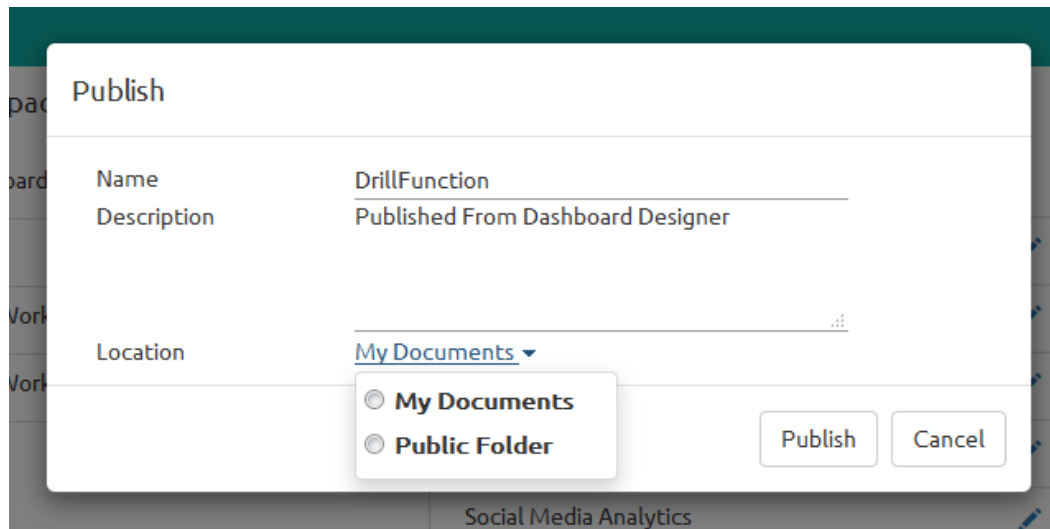 Publish
Name DrillFunction
Description Published From Dashboard Designer
Location My Documents
My Documents
Public Folder
Publish Cancel
Social Media Analytics